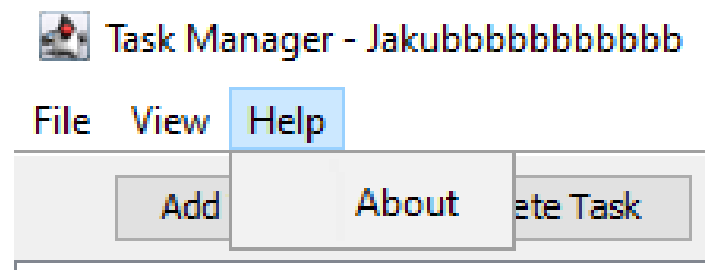 Task Manager - Jakubbbbbbbbbbb
File View Help
Add About ete Task